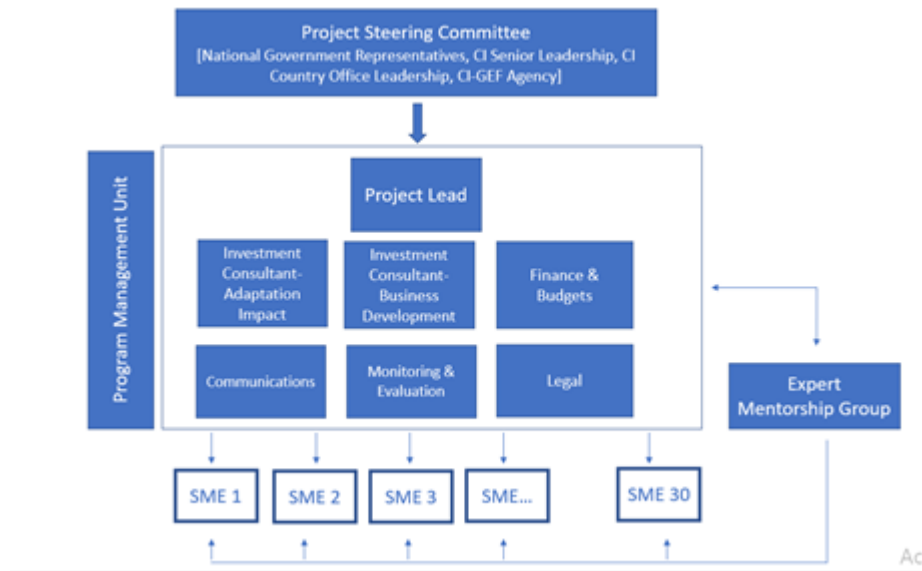 Project Steering Committee
[National Government Representatives, CI Senior Leadership, CI
Country Office Leadership, CI-GEF Agency]
Program Management Unit
Project Lead
Investment
Consultant-
Adaptation
Impact
Investment
Consultant-
Business
Development
Finance &
Budgets
Communications
Monitoring &
Evaluation
Legal
Expert
Mentorship Group
SME 1
SME 2
SME 3
SME...
SME 30
Ac